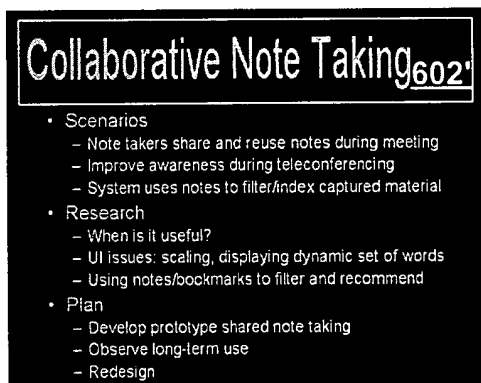 Collaborative Note Taking 602'
• Scenarios
– Note takers share and reuse notes during meeting
– Improve awareness during teleconferencing
– System uses notes to filter/index captured material
• Research
– When is it useful?
– UI issues: scaling, displaying dynamic set of words
– Using notes/bookmarks to filter and recommend
• Plan
– Develop prototype shared note taking
– Observe long-term use
– Redesign